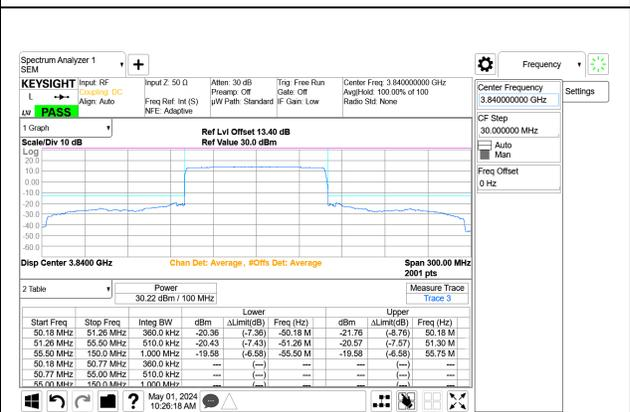 Spectrum Analyzer 1
SEM
Frequency
KEYSIGHT
Input: RF
Coupling: DC
Align: Auto
Input Z: 50 Ω
Freq Ref: Int (S)
NFE: Adaptive
Atten: 30 dB
Preamp: Off
µW Path: Standard
Trig: Free Run
Gate: Off
IF Gain: Low
Center Freq: 3.840000000 GHz
Avg|Hold: 100.00% of 100
Radio Std: None
L
PASS
Center Frequency
3.840000000 GHz
Settings
CF Step
30.000000 MHz
Auto
Man
Freq Offset
0 Hz
1 Graph
Scale/Div 10 dB
Ref Lvl Offset 13.40 dB
Ref Value 30.0 dBm
Log
20.0
10.0
0.00
-10.0
-20.0
-30.0
-40.0
-50.0
-60.0
Disp Center 3.8400 GHz
Chan Det: Average, #Offs Det: Average
Span 300.00 MHz
2001 pts
2 Table
Power
30.22 dBm / 100 MHz
Measure Trace
Trace 3
Lower Upper
Start Freq Stop Freq Integ BW dBm ΔLimit(dB) Freq (Hz) dBm ΔLimit(dB) Freq (Hz)
50.18 MHz 51.26 MHz 360.0 kHz -20.36 (-7.36) -50.18 M -21.76 (-8.76) 50.18 M
51.26 MHz 55.50 MHz 510.0 kHz -20.43 (-7.43) -51.26 M -20.57 (-7.57) 51.30 M
55.50 MHz 150.0 MHz 1.000 MHz -19.58 (-6.58) -55.50 M -19.58 (-6.58) 55.75 M
50.18 MHz 50.77 MHz 360.0 kHz --- (---) --- (---)
50.77 MHz 55.00 MHz 510.0 kHz --- (---) --- (---)
55.00 MHz 150.0 MHz 1.000 MHz --- (---) --- (---)
May 01, 2024
10:26:18 AM